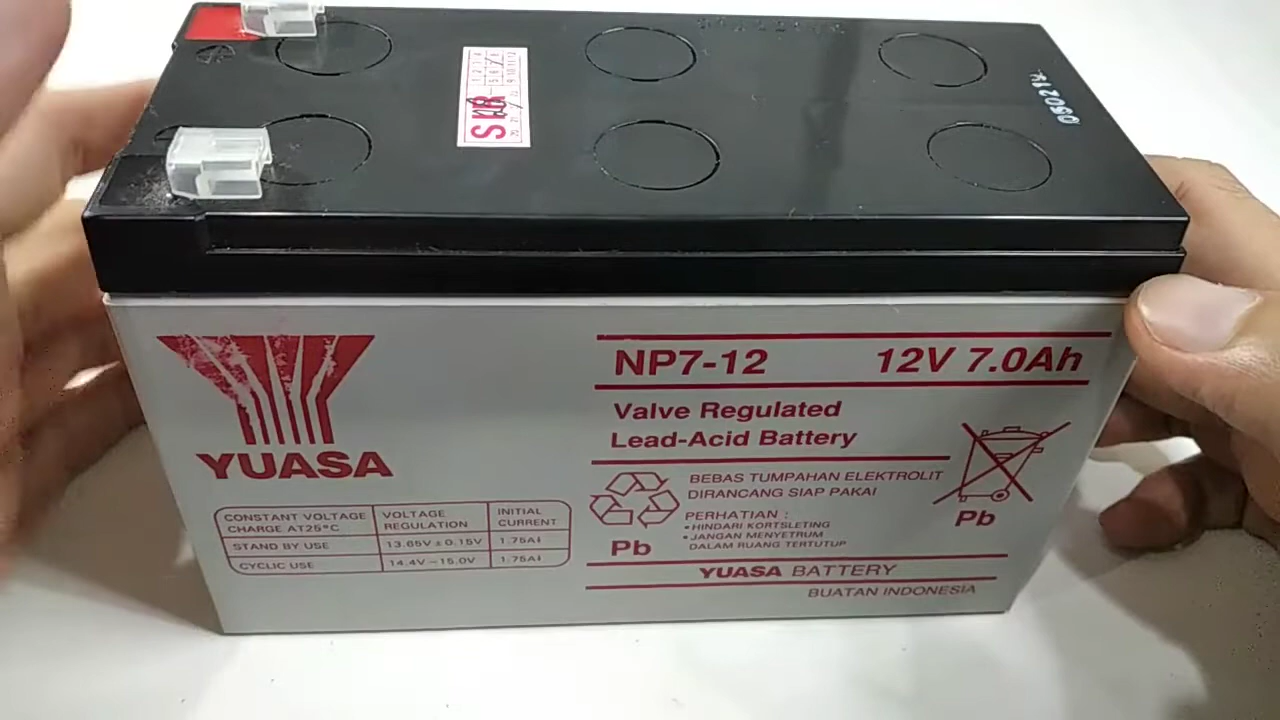 05021K
YUASA
NP7-12 12V 7.0Ah
Valve Regulated
Lead-Acid Battery
BEBAS TUMPAHAN ELEKTROLIT
DIRANCANG SIAP PAKAI
PERHATIAN :
• HINDARI KORTSLETING
• JANGAN MENYETRUM
DALAM RUANG TERTUTUP
Pb
Pb
CONSTANT VOLTAGE CHARGE AT25°C VOLTAGE REGULATION INITIAL CURRENT
STAND BY USE 13.65V±0.15V 1.75A
CYCLIC USE 14.4V~15.0V 1.75A
YUASA BATTERY
BUATAN INDONESIA